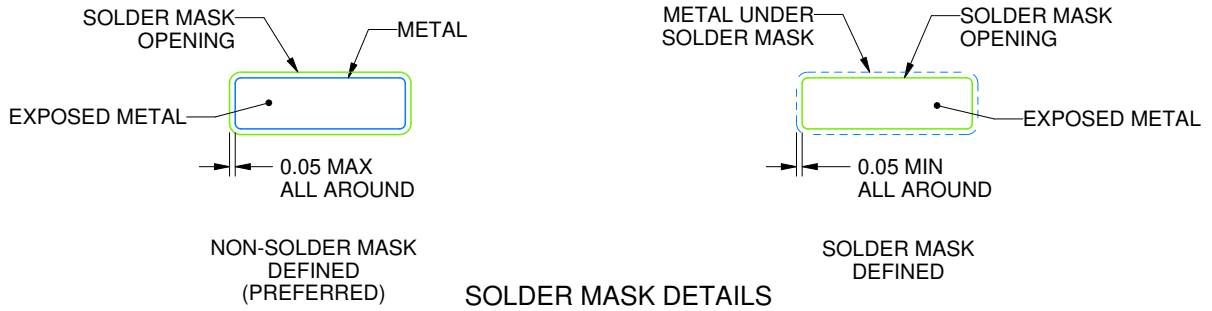 SOLDER MASK
OPENING
METAL
EXPOSED METAL
0.05 MAX
ALL AROUND
NON-SOLDER MASK
DEFINED
(PREFERRED)
METAL UNDER
SOLDER MASK
SOLDER MASK
OPENING
EXPOSED METAL
0.05 MIN
ALL AROUND
SOLDER MASK
DEFINED
SOLDER MASK DETAILS